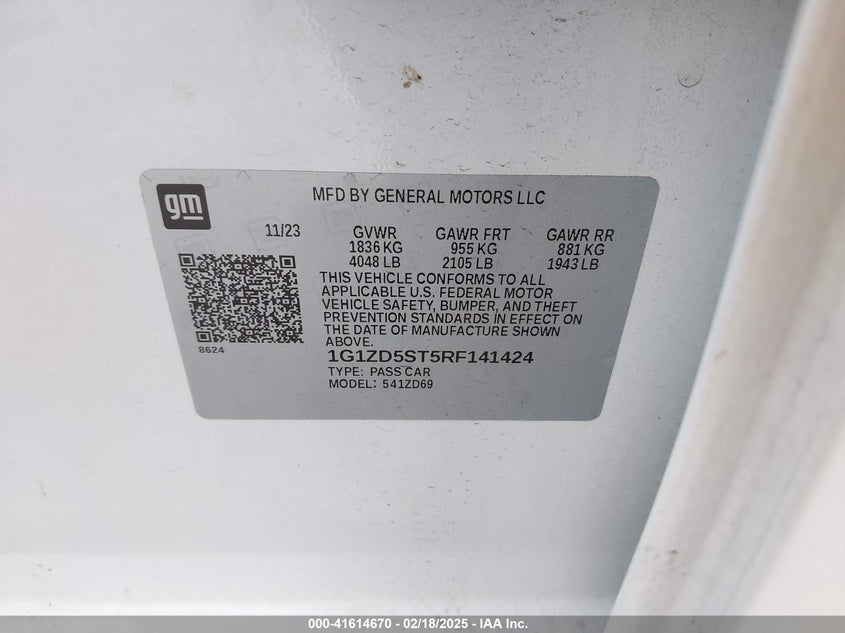 gm
MFD BY GENERAL MOTORS LLC
11/23 GVWR GAWR FRT GAWR RR
1836 KG 955 KG 881 KG
4048 LB 2105 LB 1943 LB
THIS VEHICLE CONFORMS TO ALL
APPLICABLE U.S. FEDERAL MOTOR
VEHICLE SAFETY, BUMPER, AND THEFT
PREVENTION STANDARDS IN EFFECT ON
THE DATE OF MANUFACTURE SHOWN
ABOVE.
8624
1G1ZD5ST5RF141424
TYPE: PASS CAR
MODEL: 541ZD69
000-41614670 - 02/18/2025 - IAA Inc.